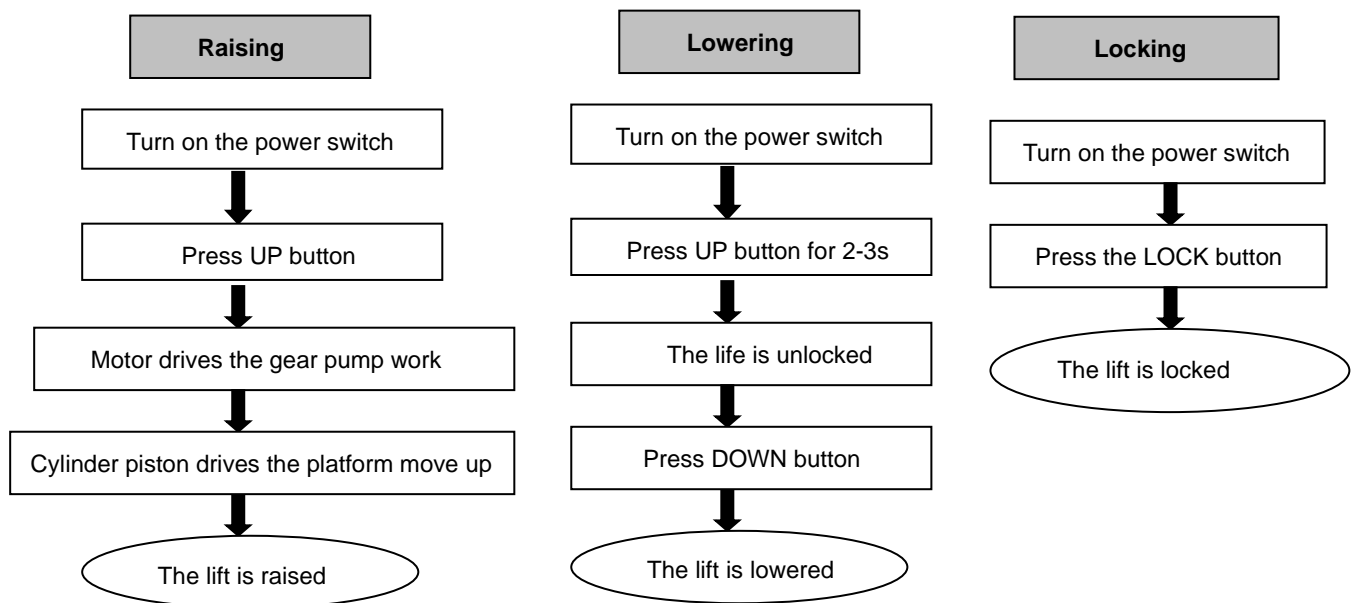 Raising
Turn on the power switch
Press UP button
Motor drives the gear pump work
Cylinder piston drives the platform move up
The lift is raised
Lowering
Turn on the power switch
Press UP button for 2-3s
The life is unlocked
Press DOWN button
The lift is lowered
Locking
Turn on the power switch
Press the LOCK button
The lift is locked